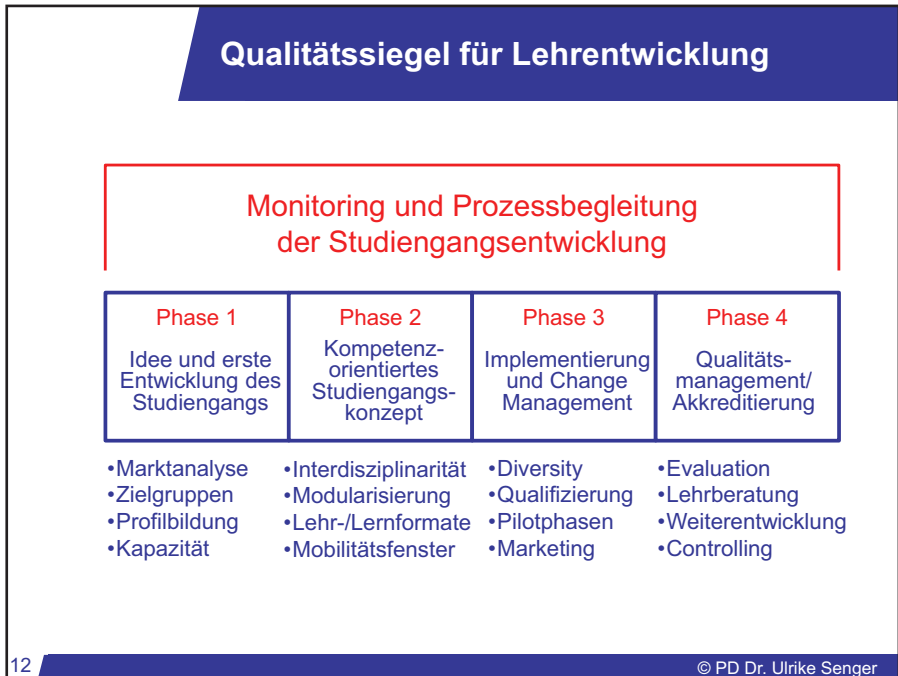 Qualitätssiegel für Lehrentwicklung
Monitoring und Prozessbegleitung
der Studiengangsentwicklung
Phase 1
Idee und erste
Entwicklung des
Studiengangs
•Marktanalyse
•Zielgruppen
•Profilbildung
•Kapazität
Phase 2
Kompetenz-
orientiertes
Studiengangs-
konzept
•Interdisziplinarität
•Modularisierung
•Lehr-/Lernformate
•Mobilitätsfenster
Phase 3
Implementierung
und Change
Management
•Diversity
•Qualifizierung
•Pilotphasen
•Marketing
Phase 4
Qualitäts-
management/
Akkreditierung
•Evaluation
•Lehrberatung
•Weiterentwicklung
•Controlling
12
© PD Dr. Ulrike Senger